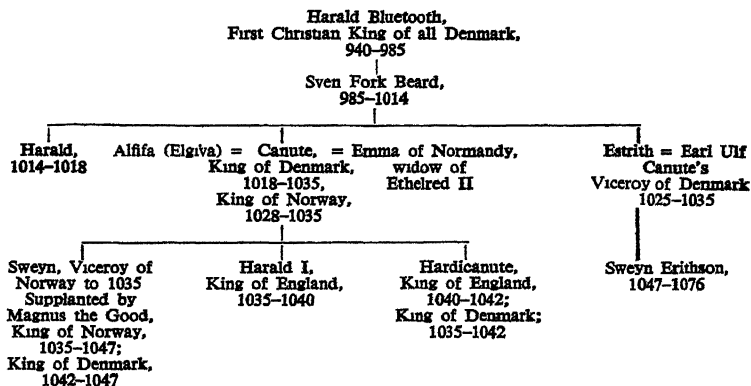 Harald Bluetooth,
First Christian King of all Denmark,
940–985
Sven Fork Beard,
985–1014
Harald,
1014–1018
Alfifa (Elgiva) = Canute, = Emma of Normandy,
King of Denmark,
1018–1035,
King of Norway,
1028–1035
widow of
Ethelred II
Estrith = Earl Ulf
Canute's
Viceroy of Denmark
1025–1035
Sweyn, Viceroy of
Norway to 1035
Supplanted by
Magnus the Good,
King of Norway,
1035–1047;
King of Denmark,
1042–1047
Harald I,
King of England,
1035–1040
Hardicanute,
King of England,
1040–1042;
King of Denmark;
1035–1042
Sweyn Erithson,
1047–1076